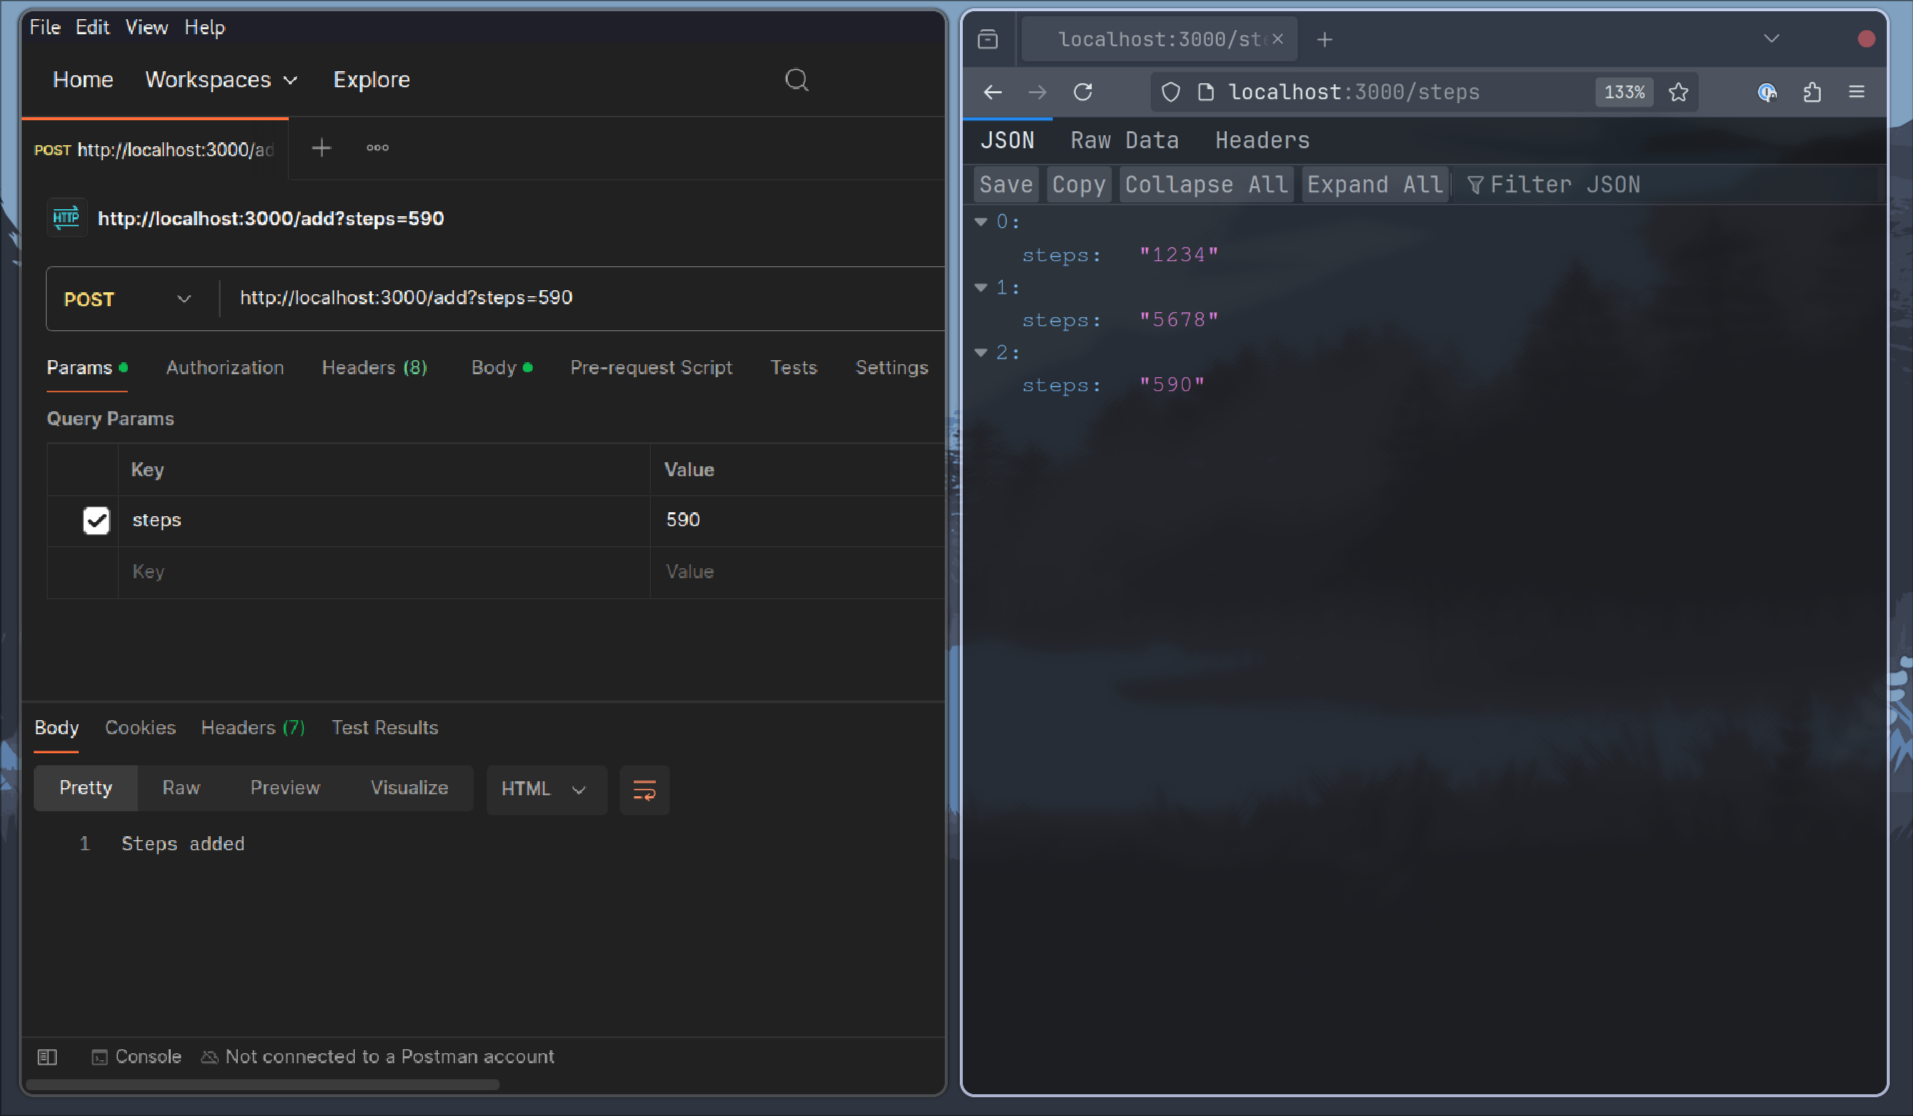 File Edit View Help
Home Workspaces Explore
POST http://localhost:3000/ad
HTTP http://localhost:3000/add?steps=590
POST http://localhost:3000/add?steps=590
Params Authorization Headers (8) Body Pre-request Script Tests Settings
Query Params
Key Value
steps 590
Key Value
Body Cookies Headers (7) Test Results
Pretty Raw Preview Visualize HTML
1 Steps added
Console Not connected to a Postman account
localhost:3000/st
localhost:3000/steps 133%
JSON Raw Data Headers
Save Copy Collapse All Expand All Filter JSON
0:
steps: "1234"
1:
steps: "5678"
2:
steps: "590"